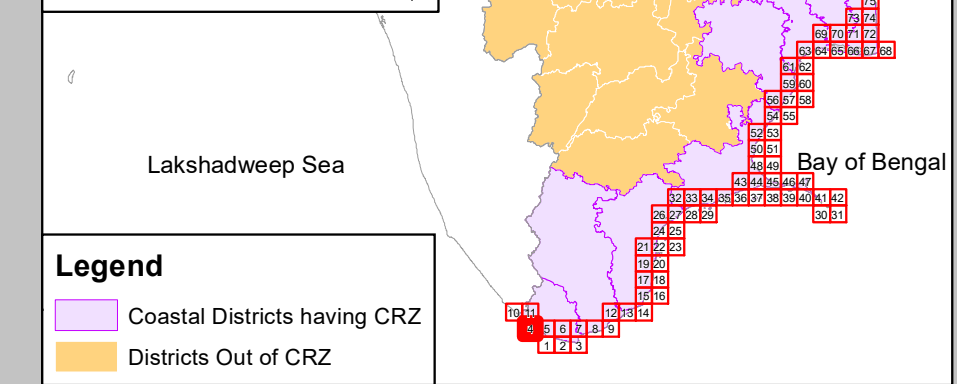 75
73 74
69 70 71 72
63 64 65 66 67 68
61 62
59 60
56 57 58
54 55
52 53
50 51
Bay of Bengal
Lakshadweep Sea
48 49
43 44 45 46 47
32 33 34 35 36 37 38 39 40 41 42
26 27 28 29 30 31
24 25
21 22 23
19 20
Legend
17 18
15 16
10 11 12 13 14
Coastal Districts having CRZ
4 5 6 7 8 9
1 2 3
Districts Out of CRZ